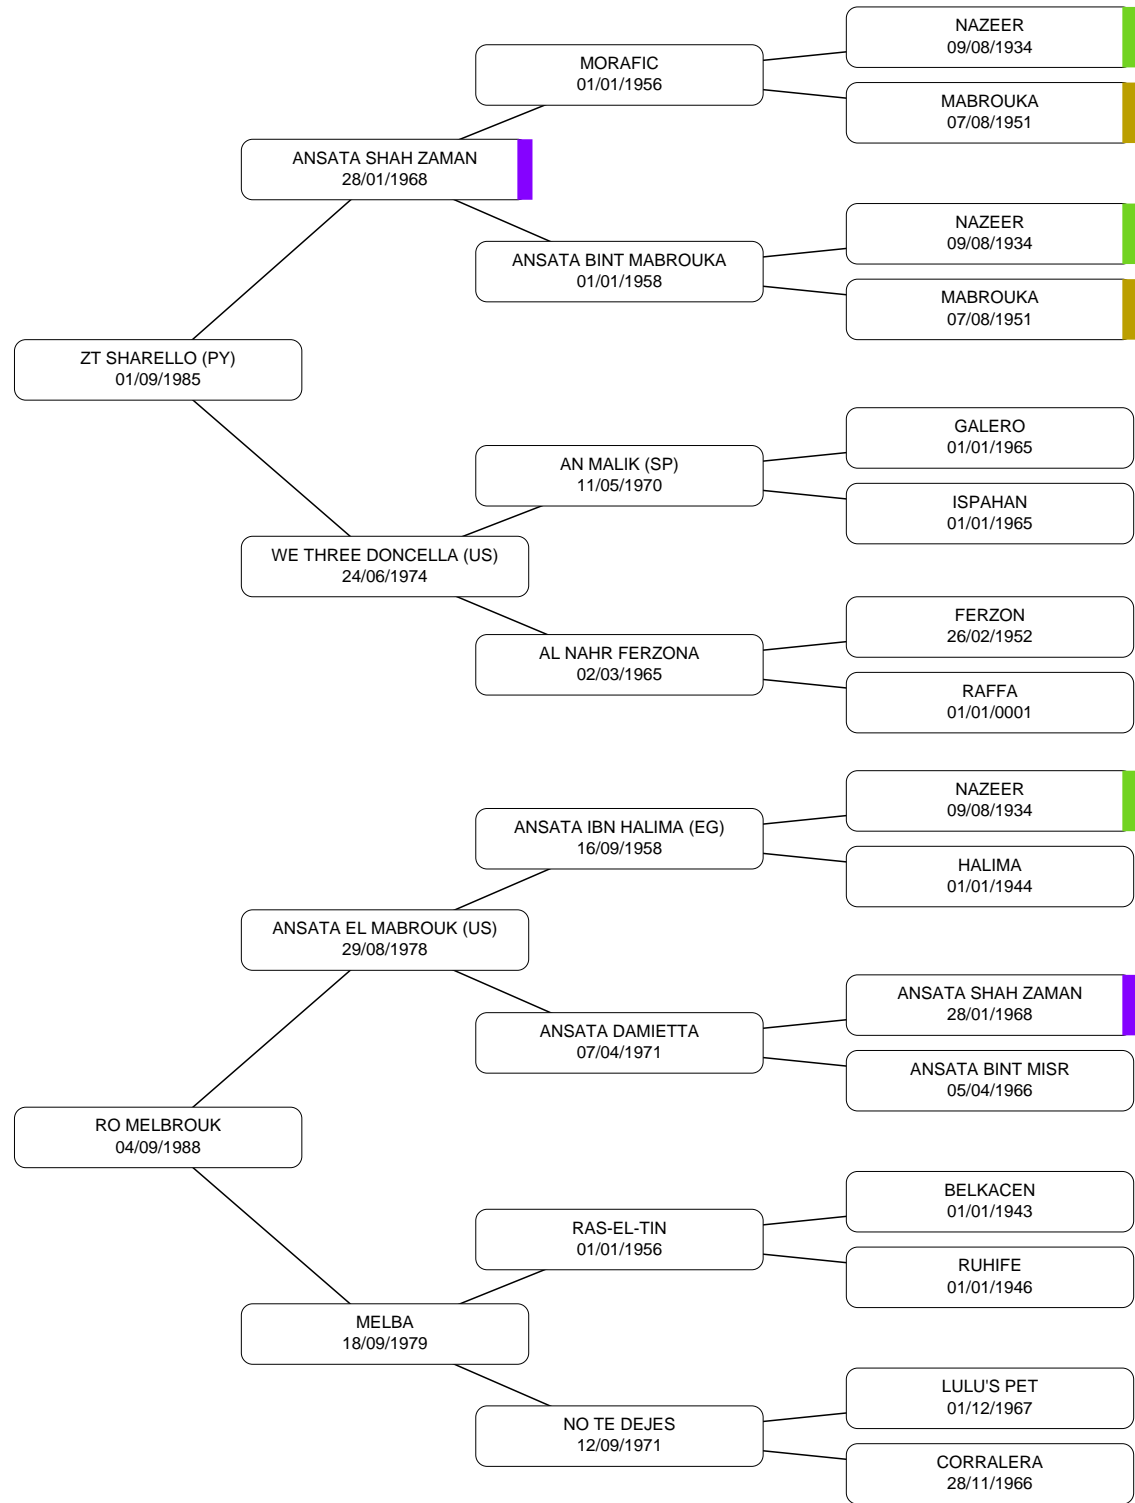 NAZEER
09/08/1934
MORAFIC
01/01/1956
MABROUKA
07/08/1951
ANSATA SHAH ZAMAN
28/01/1968
NAZEER
09/08/1934
ANSATA BINT MABROUKA
01/01/1958
MABROUKA
07/08/1951
ZT SHARELLO (PY)
01/09/1985
GALERO
01/01/1965
AN MALIK (SP)
11/05/1970
ISPAHAN
01/01/1965
WE THREE DONCELLA (US)
24/06/1974
FERZON
26/02/1952
AL NAHR FERZONA
02/03/1965
RAFFA
01/01/0001
NAZEER
09/08/1934
ANSATA IBN HALIMA (EG)
16/09/1958
HALIMA
01/01/1944
ANSATA EL MABROUK (US)
29/08/1978
ANSATA SHAH ZAMAN
28/01/1968
ANSATA DAMIETTA
07/04/1971
ANSATA BINT MISR
05/04/1966
RO MELBROUK
04/09/1988
BELKACEN
01/01/1943
RAS-EL-TIN
01/01/1956
RUHIFE
01/01/1946
MELBA
18/09/1979
LULU'S PET
01/12/1967
NO TE DEJES
12/09/1971
CORRALERA
28/11/1966